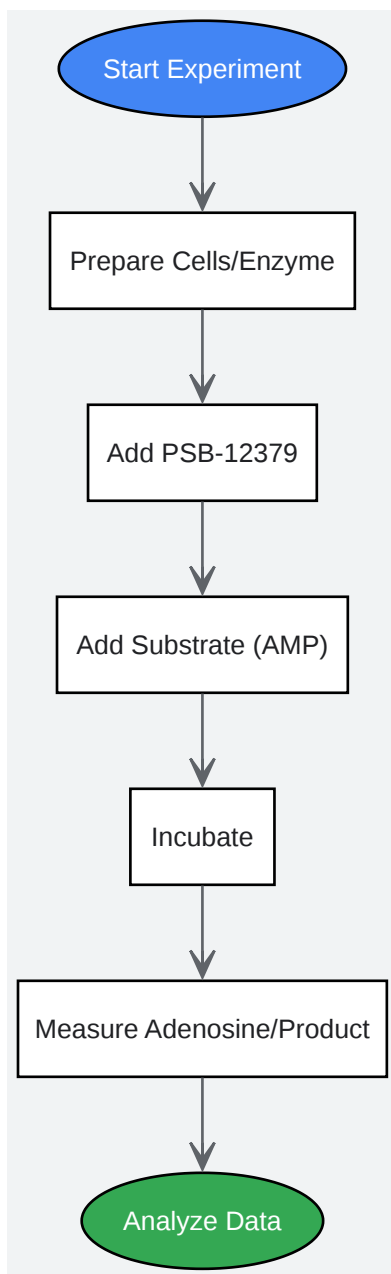 Start Experiment
Prepare Cells/Enzyme
Add PSB-12379
Add Substrate (AMP)
Incubate
Measure Adenosine/Product
Analyze Data